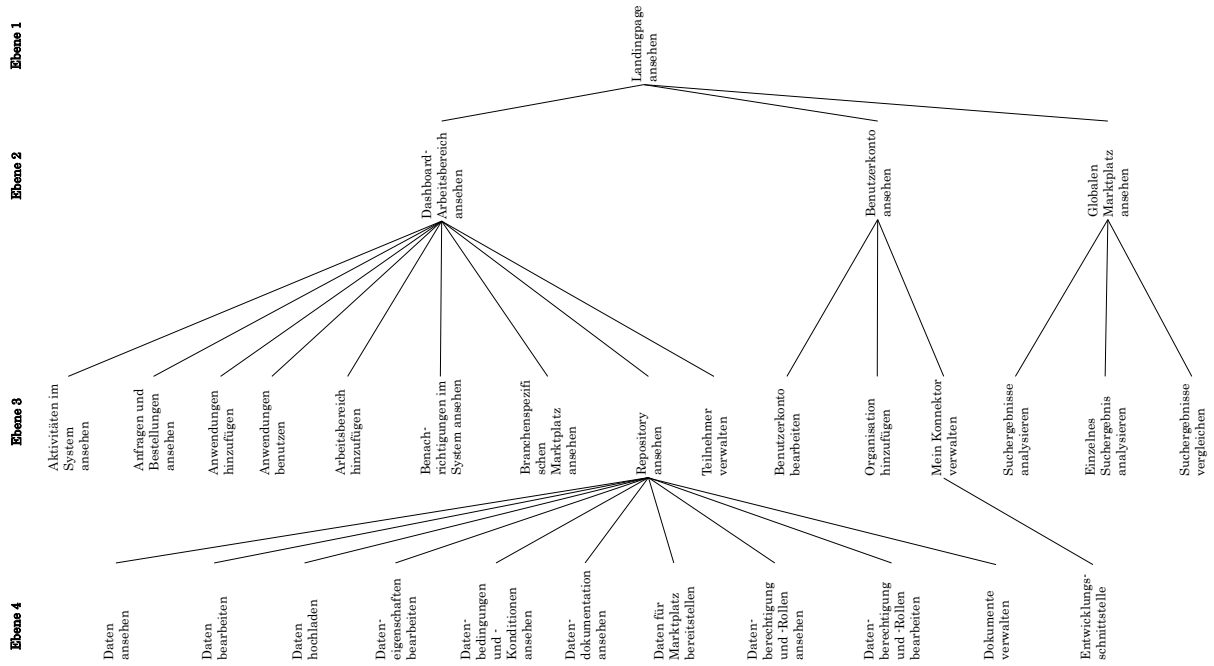 Ebene 1
Landingpage
ansehen
Ebene 2
Dashboard-
Arbeitsbereich
ansehen
Benutzerkonto
ansehen
Globalen
Marktplatz
ansehen
Ebene 3
Aktivitäten im
System
ansehen
Anfragen und
Bestellungen
ansehen
Anwendungen
hinzufügen
Anwendungen
benutzen
Arbeitsbereich
hinzufügen
Benach-
richtigungen im
System ansehen
Branchenspezifi
schen
Marktplatz
ansehen
Repository
ansehen
Teilnehmer
verwalten
Benutzerkonto
bearbeiten
Organisation
hinzufügen
Mein Konnektor
verwalten
Suchergebnisse
analysieren
Einzelnes
Suchergebnis
analysieren
Suchergebnisse
vergleichen
Ebene 4
Daten
ansehen
Daten
bearbeiten
Daten
hochladen
Daten-
eigenschaften
bearbeiten
Daten-
bedingungen
und -
Konditionen
ansehen
Daten-
dokumentation
ansehen
Daten für
Marktplatz
bereitstellen
Daten-
berechtigung
und -Rollen
ansehen
Daten-
berechtigung
und -Rollen
bearbeiten
Dokumente
verwalten
Entwicklungs-
schnittstelle